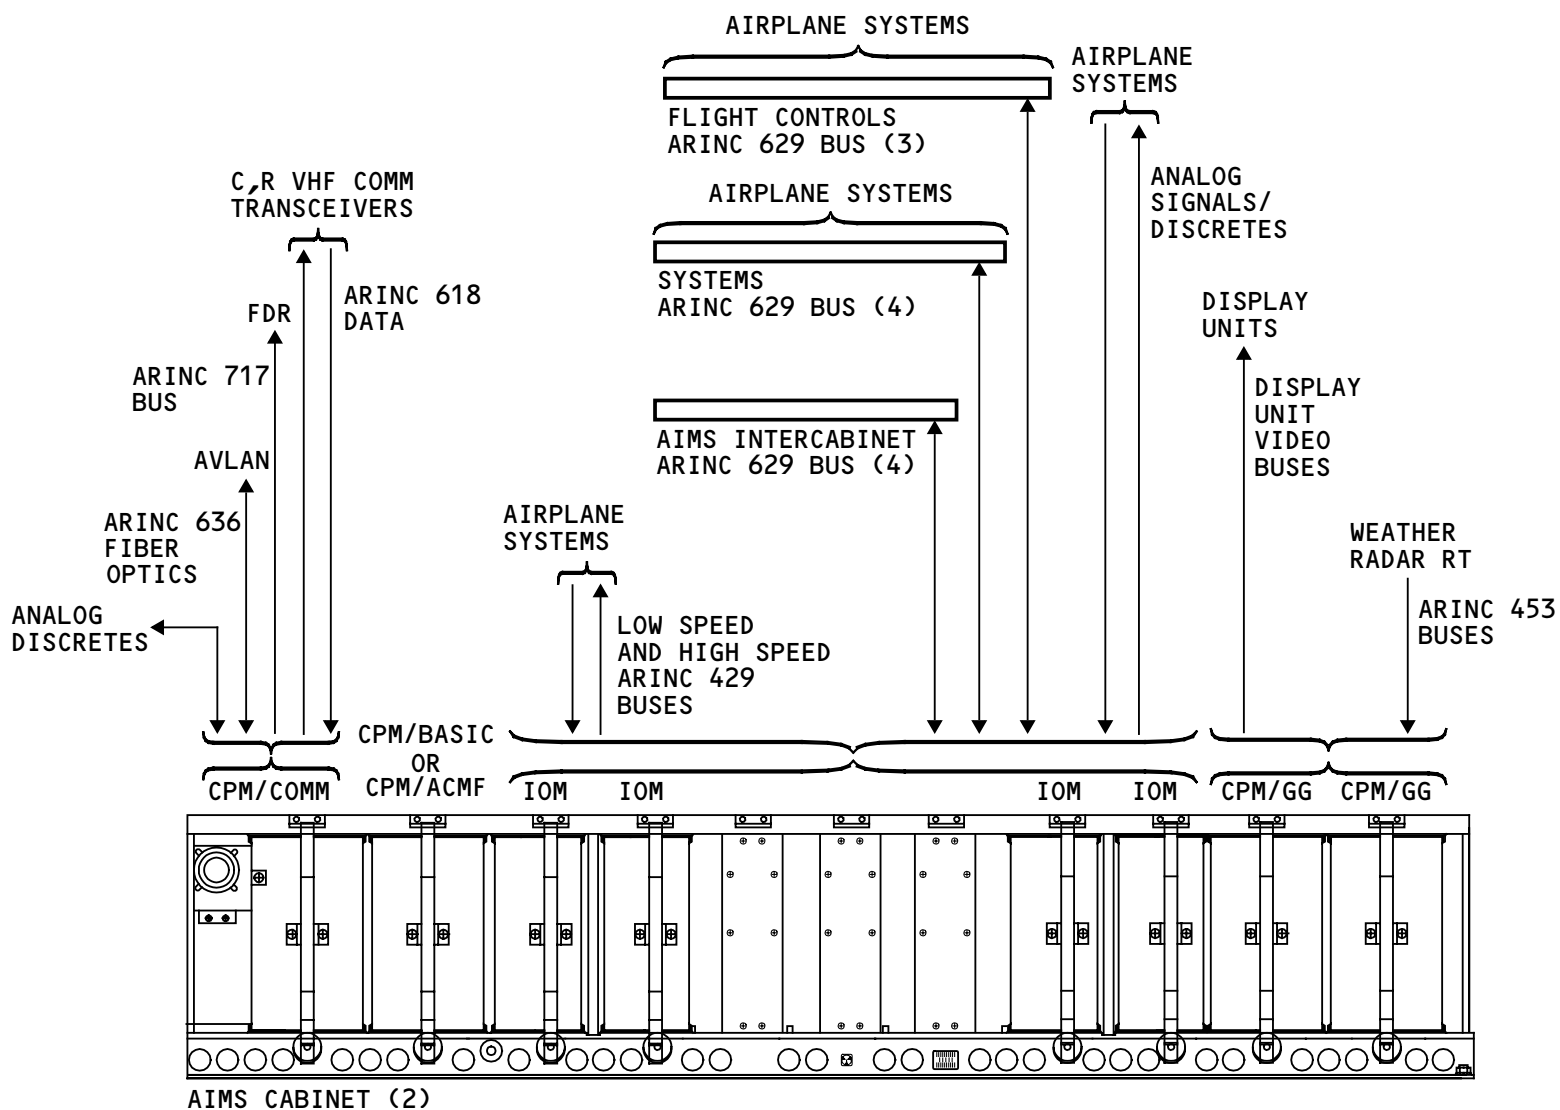 AIRPLANE SYSTEMS
FLIGHT CONTROLS
ARINC 629 BUS (3)
AIRPLANE
SYSTEMS
ANALOG
SIGNALS/
DISCRETES
C,R VHF COMM
TRANSCEIVERS
ARINC 618
DATA
AIRPLANE SYSTEMS
SYSTEMS
ARINC 629 BUS (4)
FDR
ARINC 717
BUS
DISPLAY
UNITS
DISPLAY
UNIT
VIDEO
BUSES
AIMS INTERCABINET
ARINC 629 BUS (4)
AVLAN
ARINC 636
FIBER
OPTICS
AIRPLANE
SYSTEMS
LOW SPEED
AND HIGH SPEED
ARINC 429
BUSES
WEATHER
RADAR RT
ARINC 453
BUSES
ANALOG
DISCRETES
CPM/COMM
CPM/BASIC
OR
CPM/ACMF
IOM
IOM
IOM
IOM
CPM/GG
CPM/GG
AIMS CABINET (2)